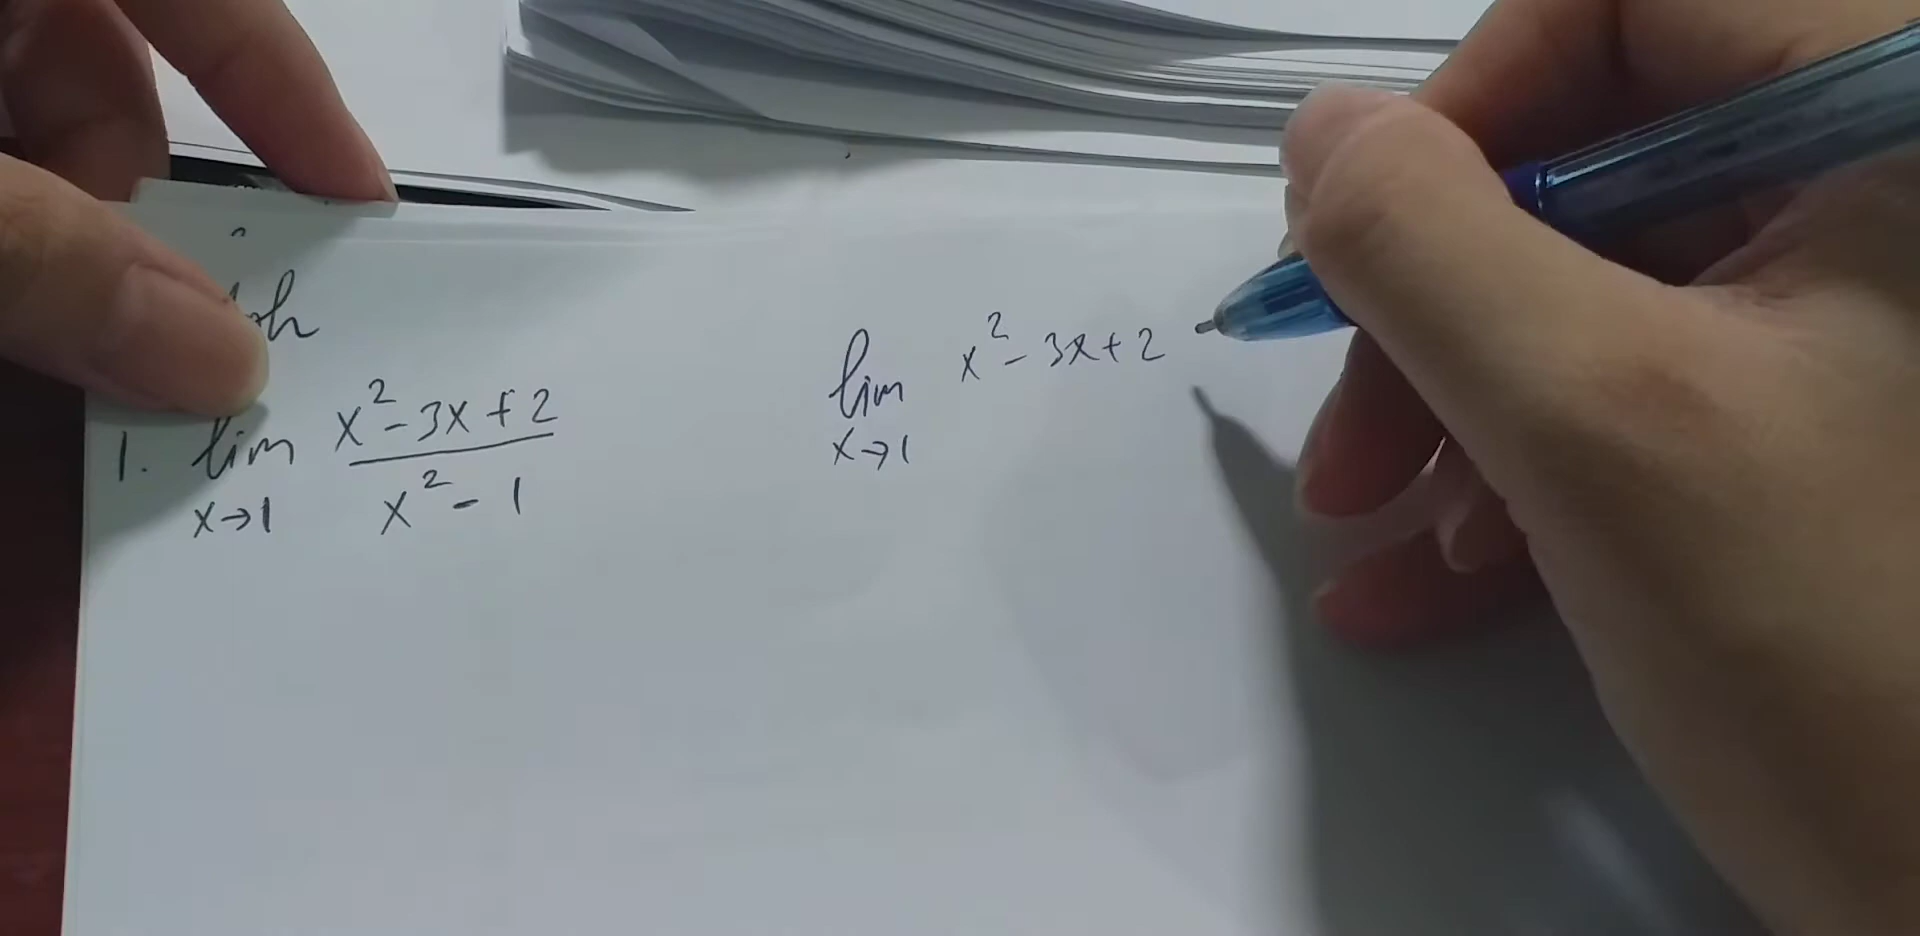 1. lim x²-3x+2 / x²-1
x→1
lim x²-3x+2
x→1